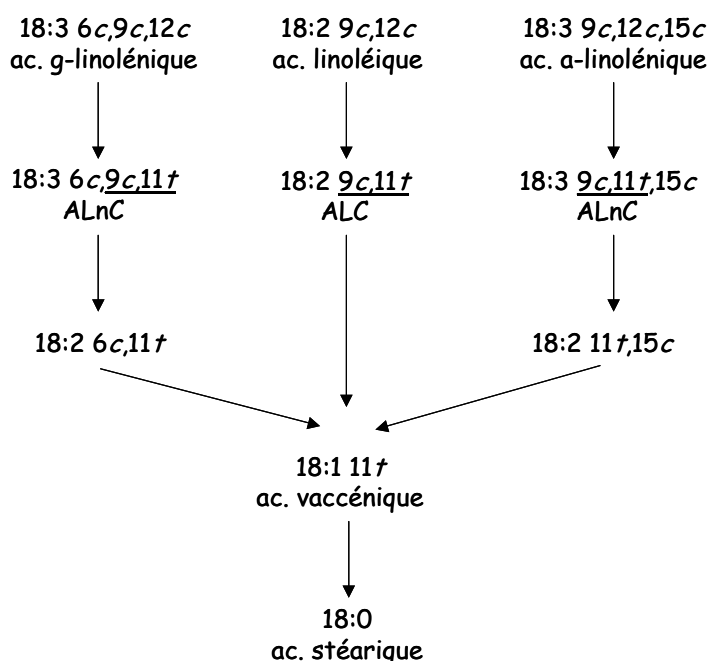 18:3 6c,9c,12c
ac. g-linolénique
18:2 9c,12c
ac. linoléique
18:3 9c,12c,15c
ac. a-linolénique
18:3 6c,9c,11t
ALnC
18:2 9c,11t
ALC
18:3 9c,11t,15c
ALnC
18:2 6c,11t
18:2 11t,15c
18:1 11t
ac. vaccénique
18:0
ac. stéarique